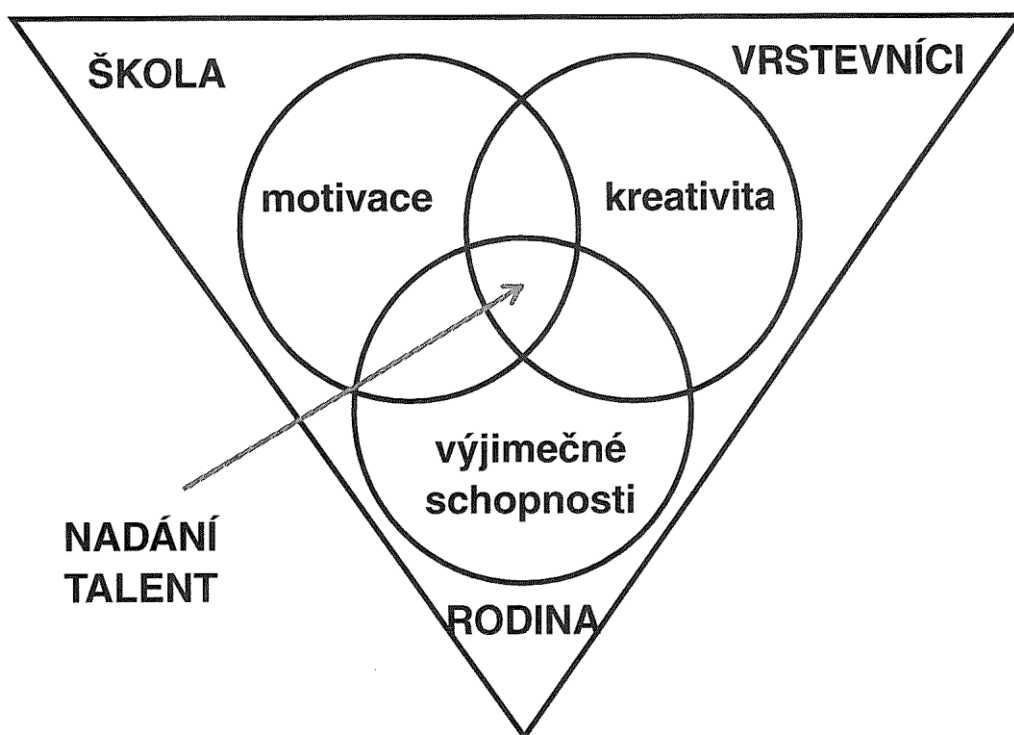 ŠKOLA
VRSTEVNÍCI
motivace
kreativita
výjimečné
schopnosti
NADÁNÍ
TALENT
RODINA